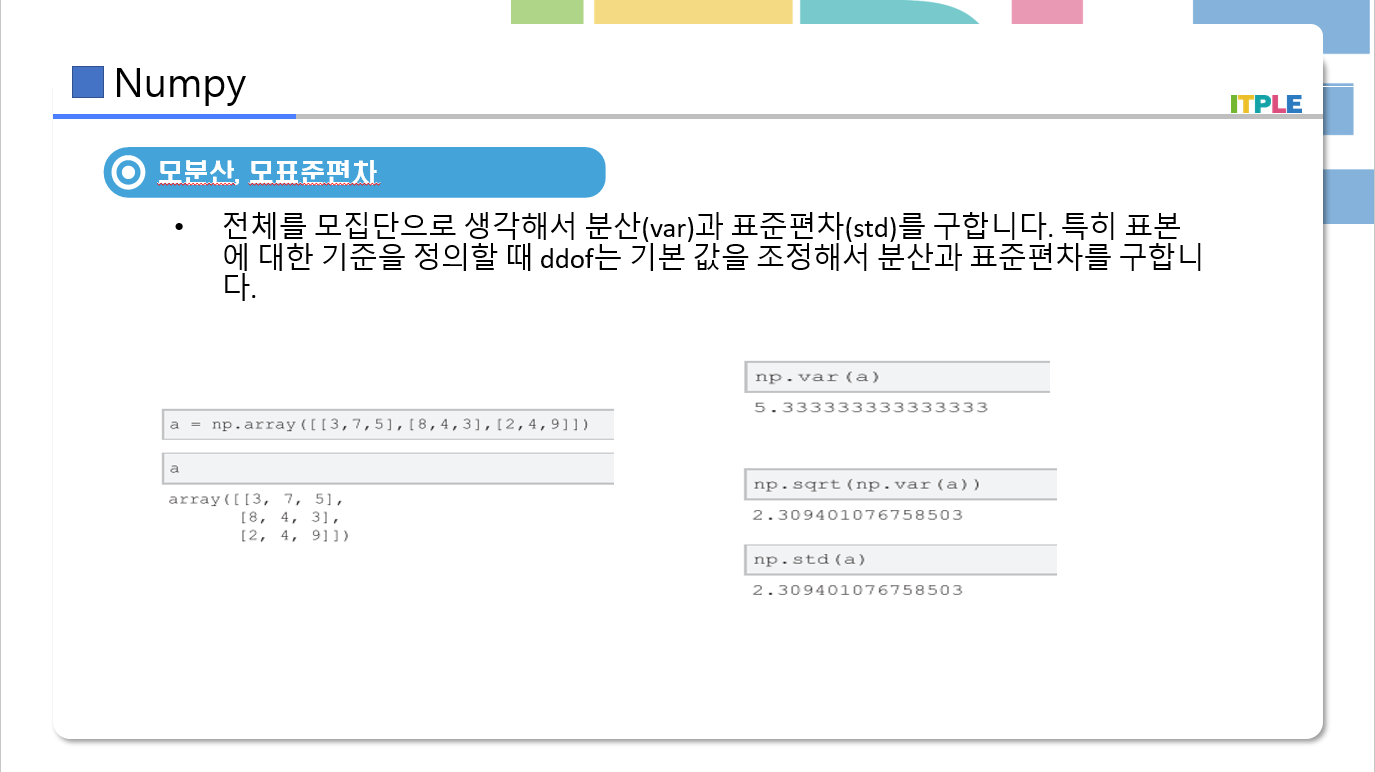 Numpy
ITPLE
모분산, 모표준편차
• 전체를 모집단으로 생각해서 분산(var)과 표준편차(std)를 구합니다. 특히 표본
에 대한 기준을 정의할 때 ddof는 기본 값을 조정해서 분산과 표준편차를 구합니
다.
a = np.array([[3,7,5],[8,4,3],[2,4,9]])
a
array([[3, 7, 5],
[8, 4, 3],
[2, 4, 9]])
np.var(a)
5.333333333333333
np.sqrt(np.var(a))
2.309401076758503
np.std(a)
2.309401076758503